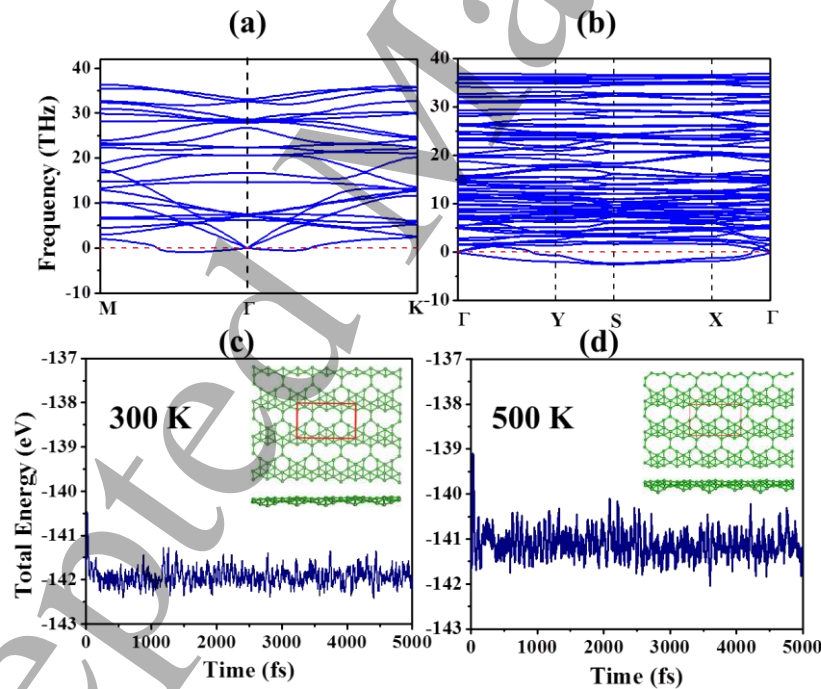 (a)
(b)
40
30
20
10
0
-10
Frequency (THz)
M
Γ
K
40
30
20
10
0
-10
Γ
Y
S
X
Γ
(c)
(d)
-137
-138
-139
-140
-141
-142
-143
Total Energy (eV)
300 K
0
1000
2000
3000
4000
5000
Time (fs)
-137
-138
-139
-140
-141
-142
-143
500 K
0
1000
2000
3000
4000
5000
Time (fs)